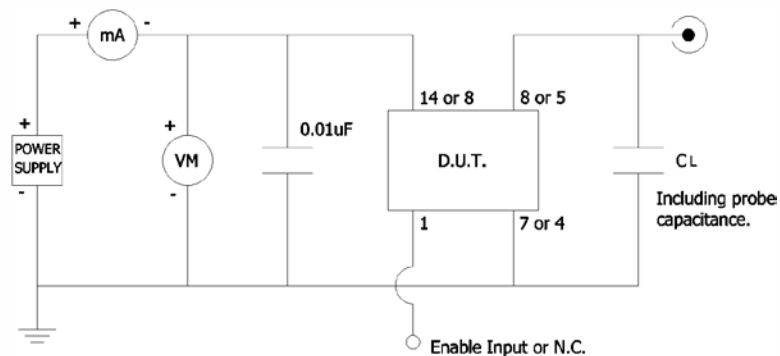 + mA -
14 or 8
8 or 5
0.01uF
+
POWER
SUPPLY
-
+
VM
-
D.U.T.
CL
Including probe
capacitance.
1
7 or 4
Enable Input or N.C.